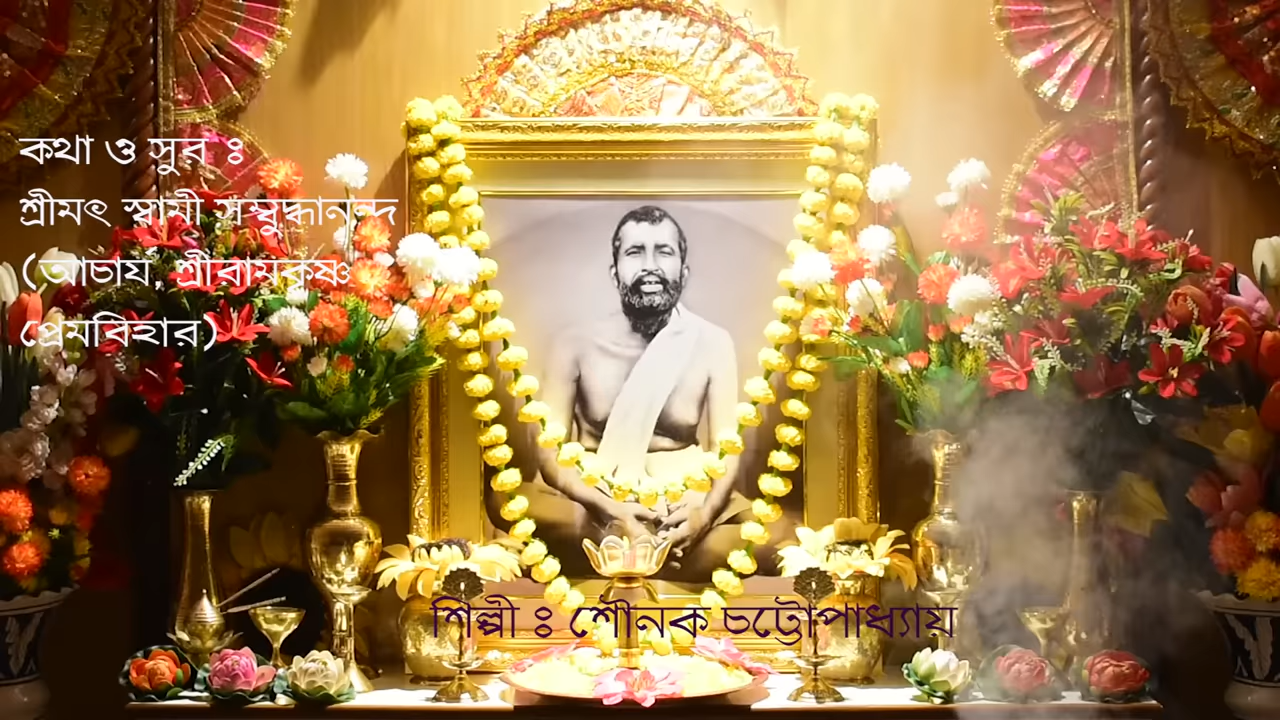 কথা ও সুর ঃ
শ্রীমৎ স্বামী সম্বুদ্ধানন্দ
(আচার্য, শ্রীরামকৃষ্ণ
প্রেমবিহার)
শিল্পী ঃ শৌনক চট্টোপাধ্যায়